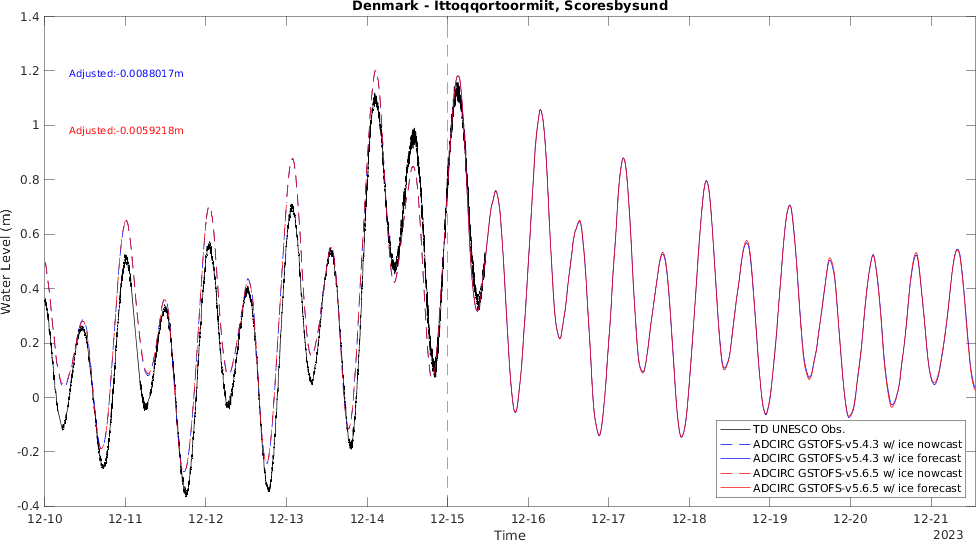 Denmark - Ittoqqortoormiit, Scoresbysund
1.4
1.2
1
0.8
0.6
0.4
0.2
0
-0.2
-0.4
Water Level (m)
Adjusted:-0.0088017m
Adjusted:-0.0059218m
TD UNESCO Obs.
ADCIRC GSTOFS-v5.4.3 w/ ice nowcast
ADCIRC GSTOFS-v5.4.3 w/ ice forecast
ADCIRC GSTOFS-v5.6.5 w/ ice nowcast
ADCIRC GSTOFS-v5.6.5 w/ ice forecast
12-10 12-11 12-12 12-13 12-14 12-15 12-16 12-17 12-18 12-19 12-20 12-21
Time
2023